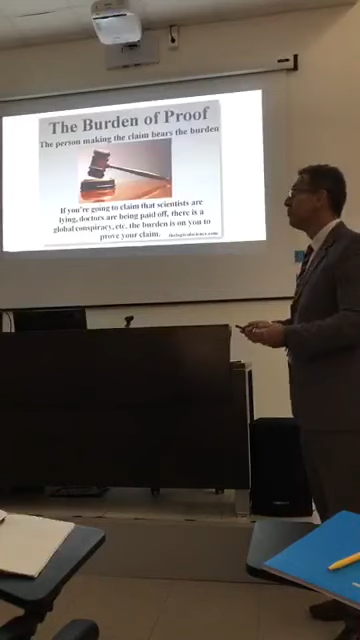 The Burden of Proof
The person making the claim bears the burden
If you're going to claim that scientists are
lying, doctors are being paid off, there is a
global conspiracy, etc. the burden is on you to
prove your claim. thelogicofscience.com